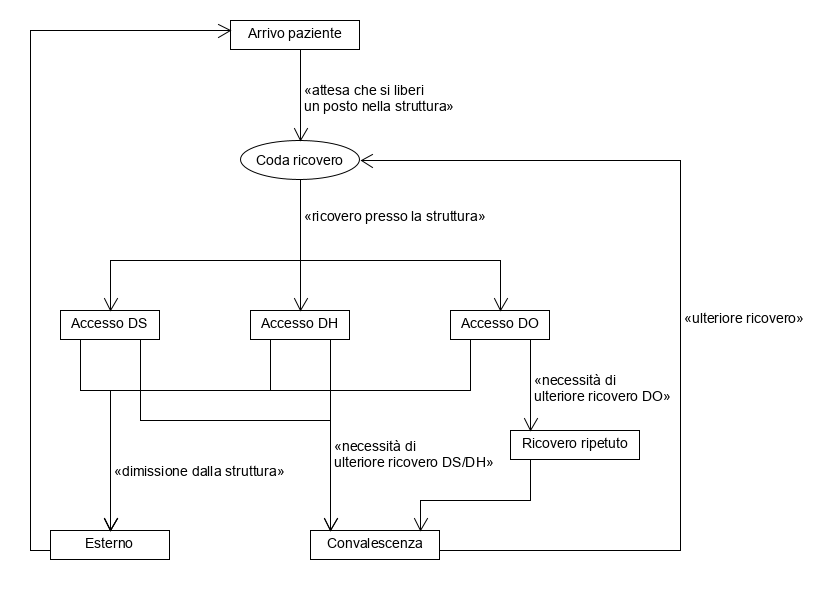 Arrivo paziente
«attesa che si liberi
un posto nella struttura»
Coda ricovero
«ricovero presso la struttura»
Accesso DS
Accesso DH
Accesso DO
«ulteriore ricovero»
«necessità di
ulteriore ricovero DO»
Ricovero ripetuto
«necessità di
ulteriore ricovero DS/DH»
«dimissione dalla struttura»
Esterno
Convalescenza